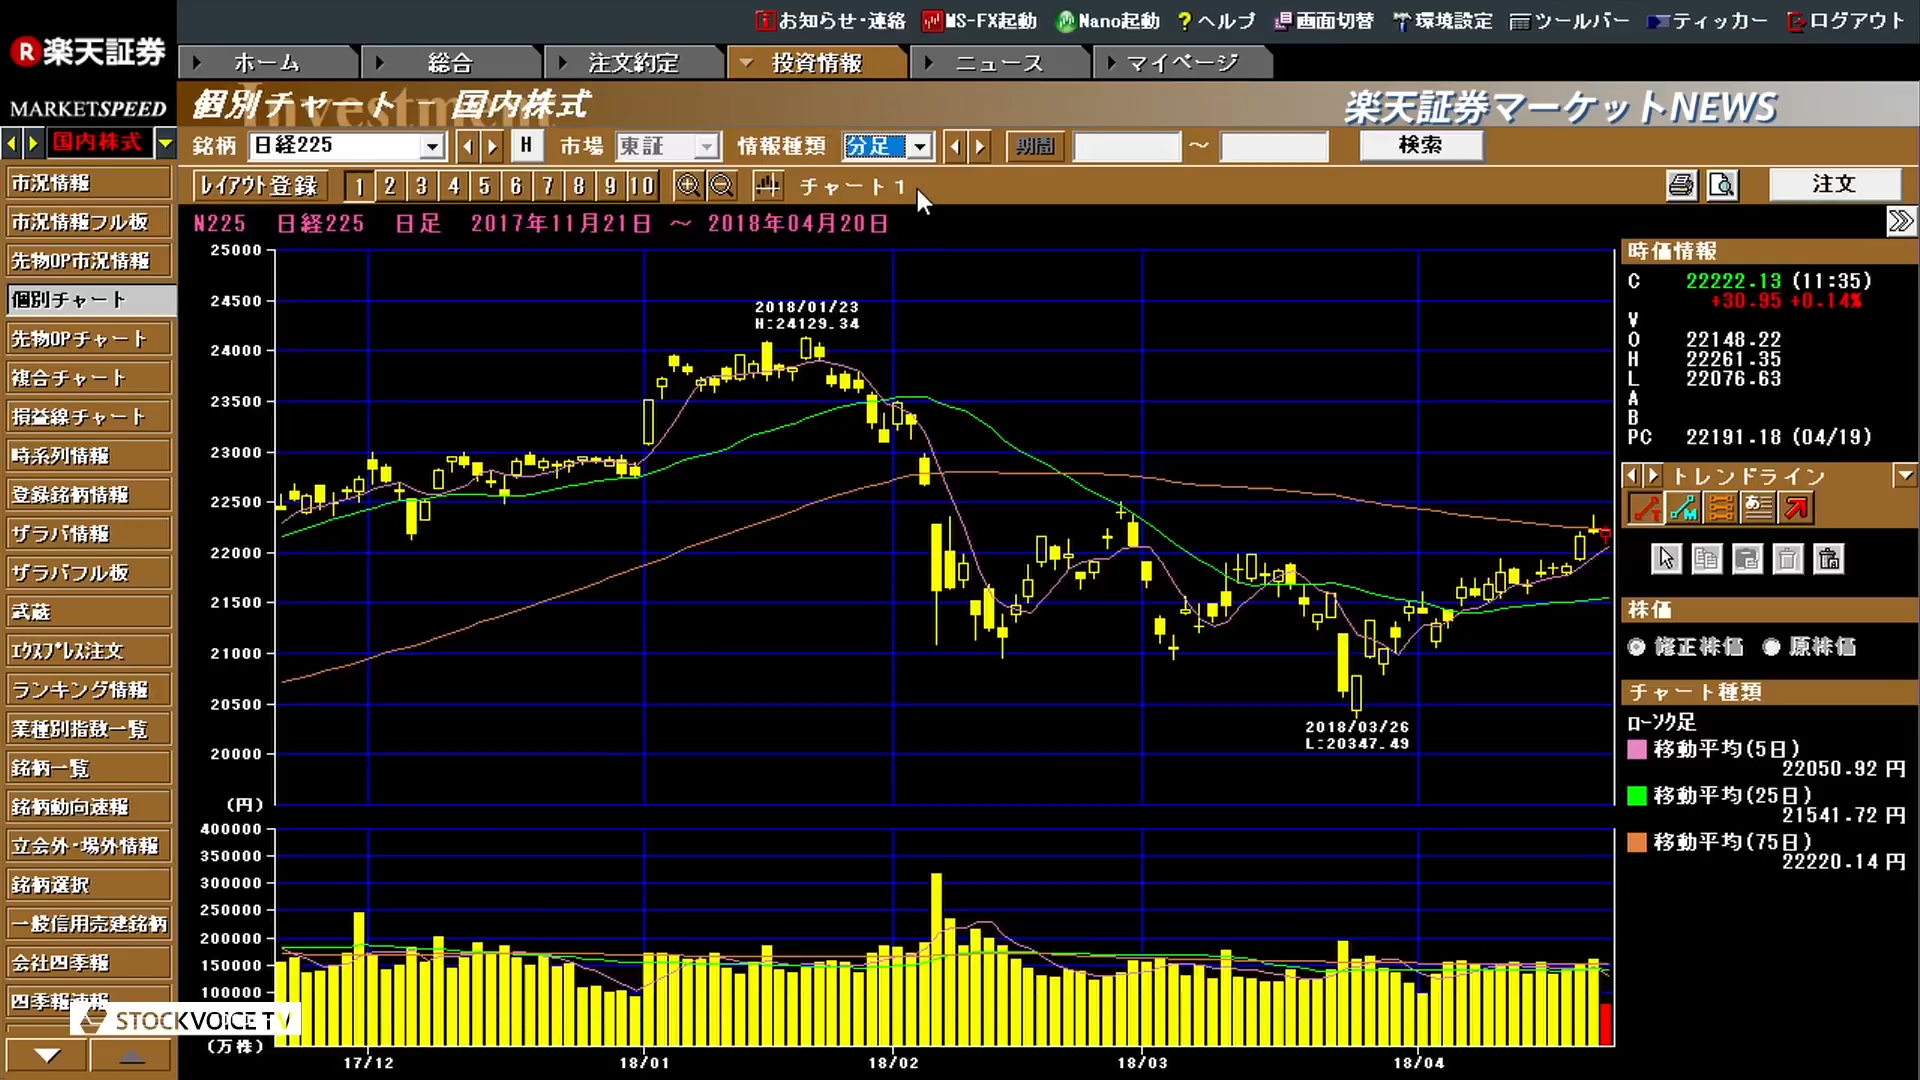 お知らせ・連絡 MS-FX起動 Nano起動 ヘルプ 画面切替 環境設定 ツールバー ティッカー ログアウト
R楽天証券
MARKETSPEED
ホーム 総合 注文約定 投資情報 ニュース マイページ
Investment
個別チャート - 国内株式
楽天証券マーケットNEWS
国内株式
銘柄 日経225 H 市場 東証 情報種類 分足 期間 ～ 検索
レイアウト登録 1 2 3 4 5 6 7 8 9 10 チャート1 注文
市況情報
市況情報フル板
先物OP市況情報
個別チャート
先物OPチャート
複合チャート
損益線チャート
時系列情報
登録銘柄情報
ザラバ情報
ザラバフル板
武蔵
エクスプレス注文
ランキング情報
業種別指数一覧
銘柄一覧
銘柄動向速報
立会外・場外情報
銘柄選択
一般信用売建銘柄
会社四季報
四季報速報
STOCKVOICE TV
N225 日経225 日足 2017年11月21日 ～ 2018年04月20日
25000
24500
24000
23500
23000
22500
22000
21500
21000
20500
20000
(円)
2018/01/23
H:24129.34
2018/03/26
L:20347.49
400000
350000
300000
250000
200000
150000
100000
(万株)
17/12 18/01 18/02 18/03 18/04
時価情報
C 22222.13 (11:35)
+30.95 +0.14%
V
O 22148.22
H 22261.35
L 22076.63
A
B
PC 22191.18 (04/19)
トレンドライン
T M あ
株価
修正株価 原株価
チャート種類
ローソク足
移動平均(5日)
22050.92 円
移動平均(25日)
21541.72 円
移動平均(75日)
22220.14 円